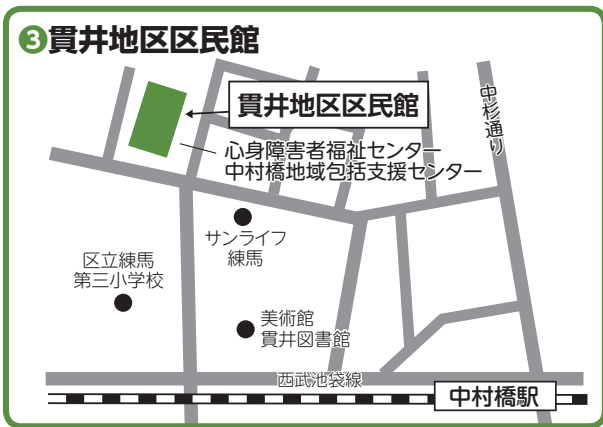 ❸貫井地区区民館
貫井地区区民館
心身障害者福祉センター
中村橋地域包括支援センター
中杉通り
サンライフ
練馬
区立練馬
第三小学校
美術館
貫井図書館
西武池袋線
中村橋駅